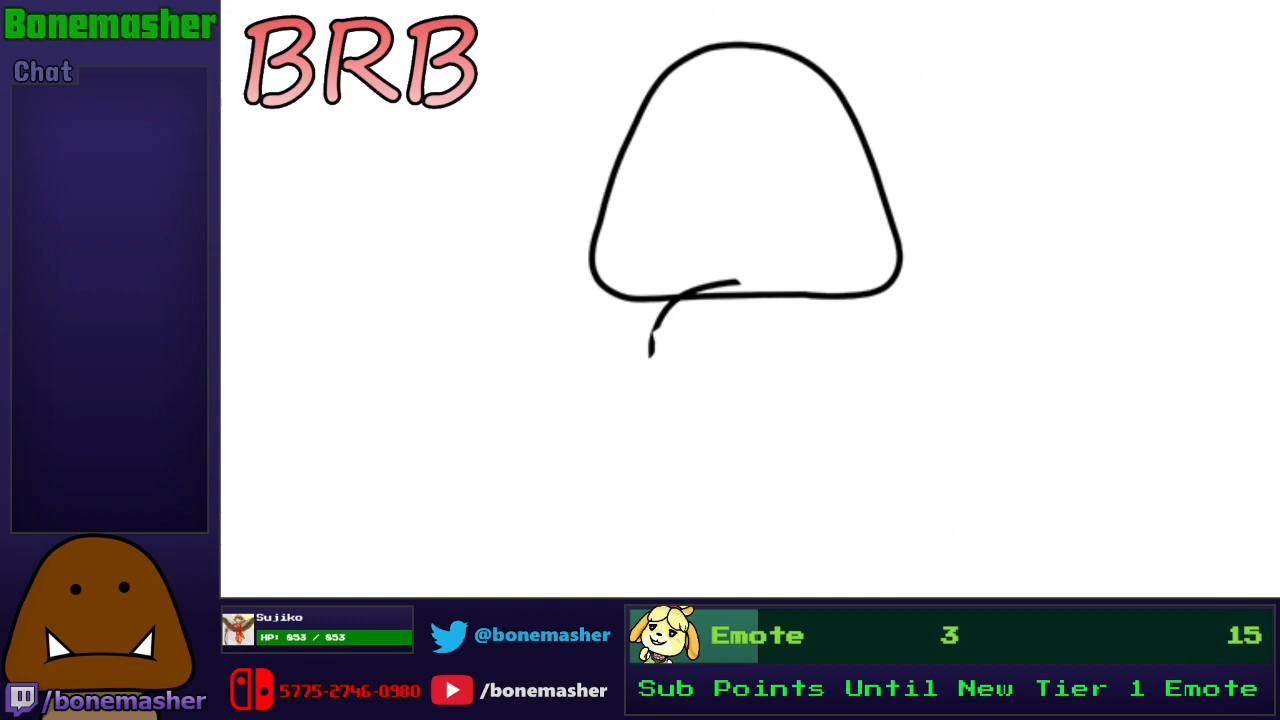 Bonemasher
BRB
Chat
Sujiko
HP: 853 / 853
@bonemasher
Emote 3 15
5775-2746-0980
/bonemasher
Sub Points Until New Tier 1 Emote
/bonemasher